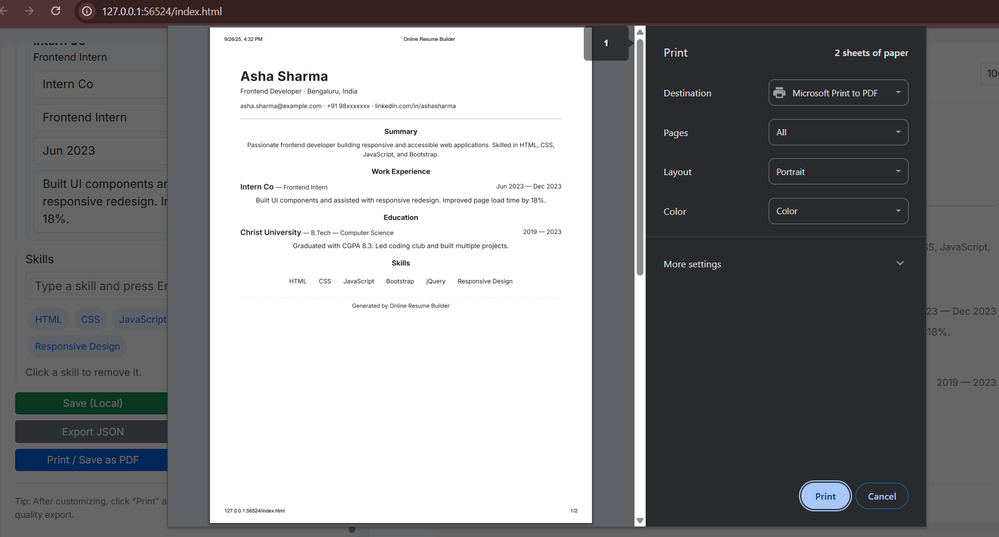 127.0.0.1:56524/index.html
Intern Co
Frontend Intern
Intern Co
Frontend Intern
Jun 2023
Built UI components ar
responsive redesign. Ir
18%.
Skills
Type a skill and press Er
HTML CSS JavaScript
Responsive Design
Click a skill to remove it.
Save (Local)
Export JSON
Print / Save as PDF
Tip: After customizing, click "Print" a
quality export.
9/26/25, 4:32 PM Online Resume Builder
Asha Sharma
Frontend Developer · Bengaluru, India
asha.sharma@example.com · +91 98xxxxxxx · linkedin.com/in/ashasharma
Summary
Passionate frontend developer building responsive and accessible web applications. Skilled in HTML, CSS,
JavaScript, and Bootstrap.
Work Experience
Intern Co — Frontend Intern Jun 2023 — Dec 2023
Built UI components and assisted with responsive redesign. Improved page load time by 18%.
Education
Christ University — B.Tech — Computer Science 2019 — 2023
Graduated with CGPA 8.3. Led coding club and built multiple projects.
Skills
HTML CSS JavaScript Bootstrap jQuery Responsive Design
Generated by Online Resume Builder
127.0.0.1:56524/index.html 1/2
1
Print 2 sheets of paper
Destination Microsoft Print to PDF
Pages All
Layout Portrait
Color Color
More settings
Print Cancel
10
SS, JavaScript,
23 — Dec 2023
18%.
2019 — 2023